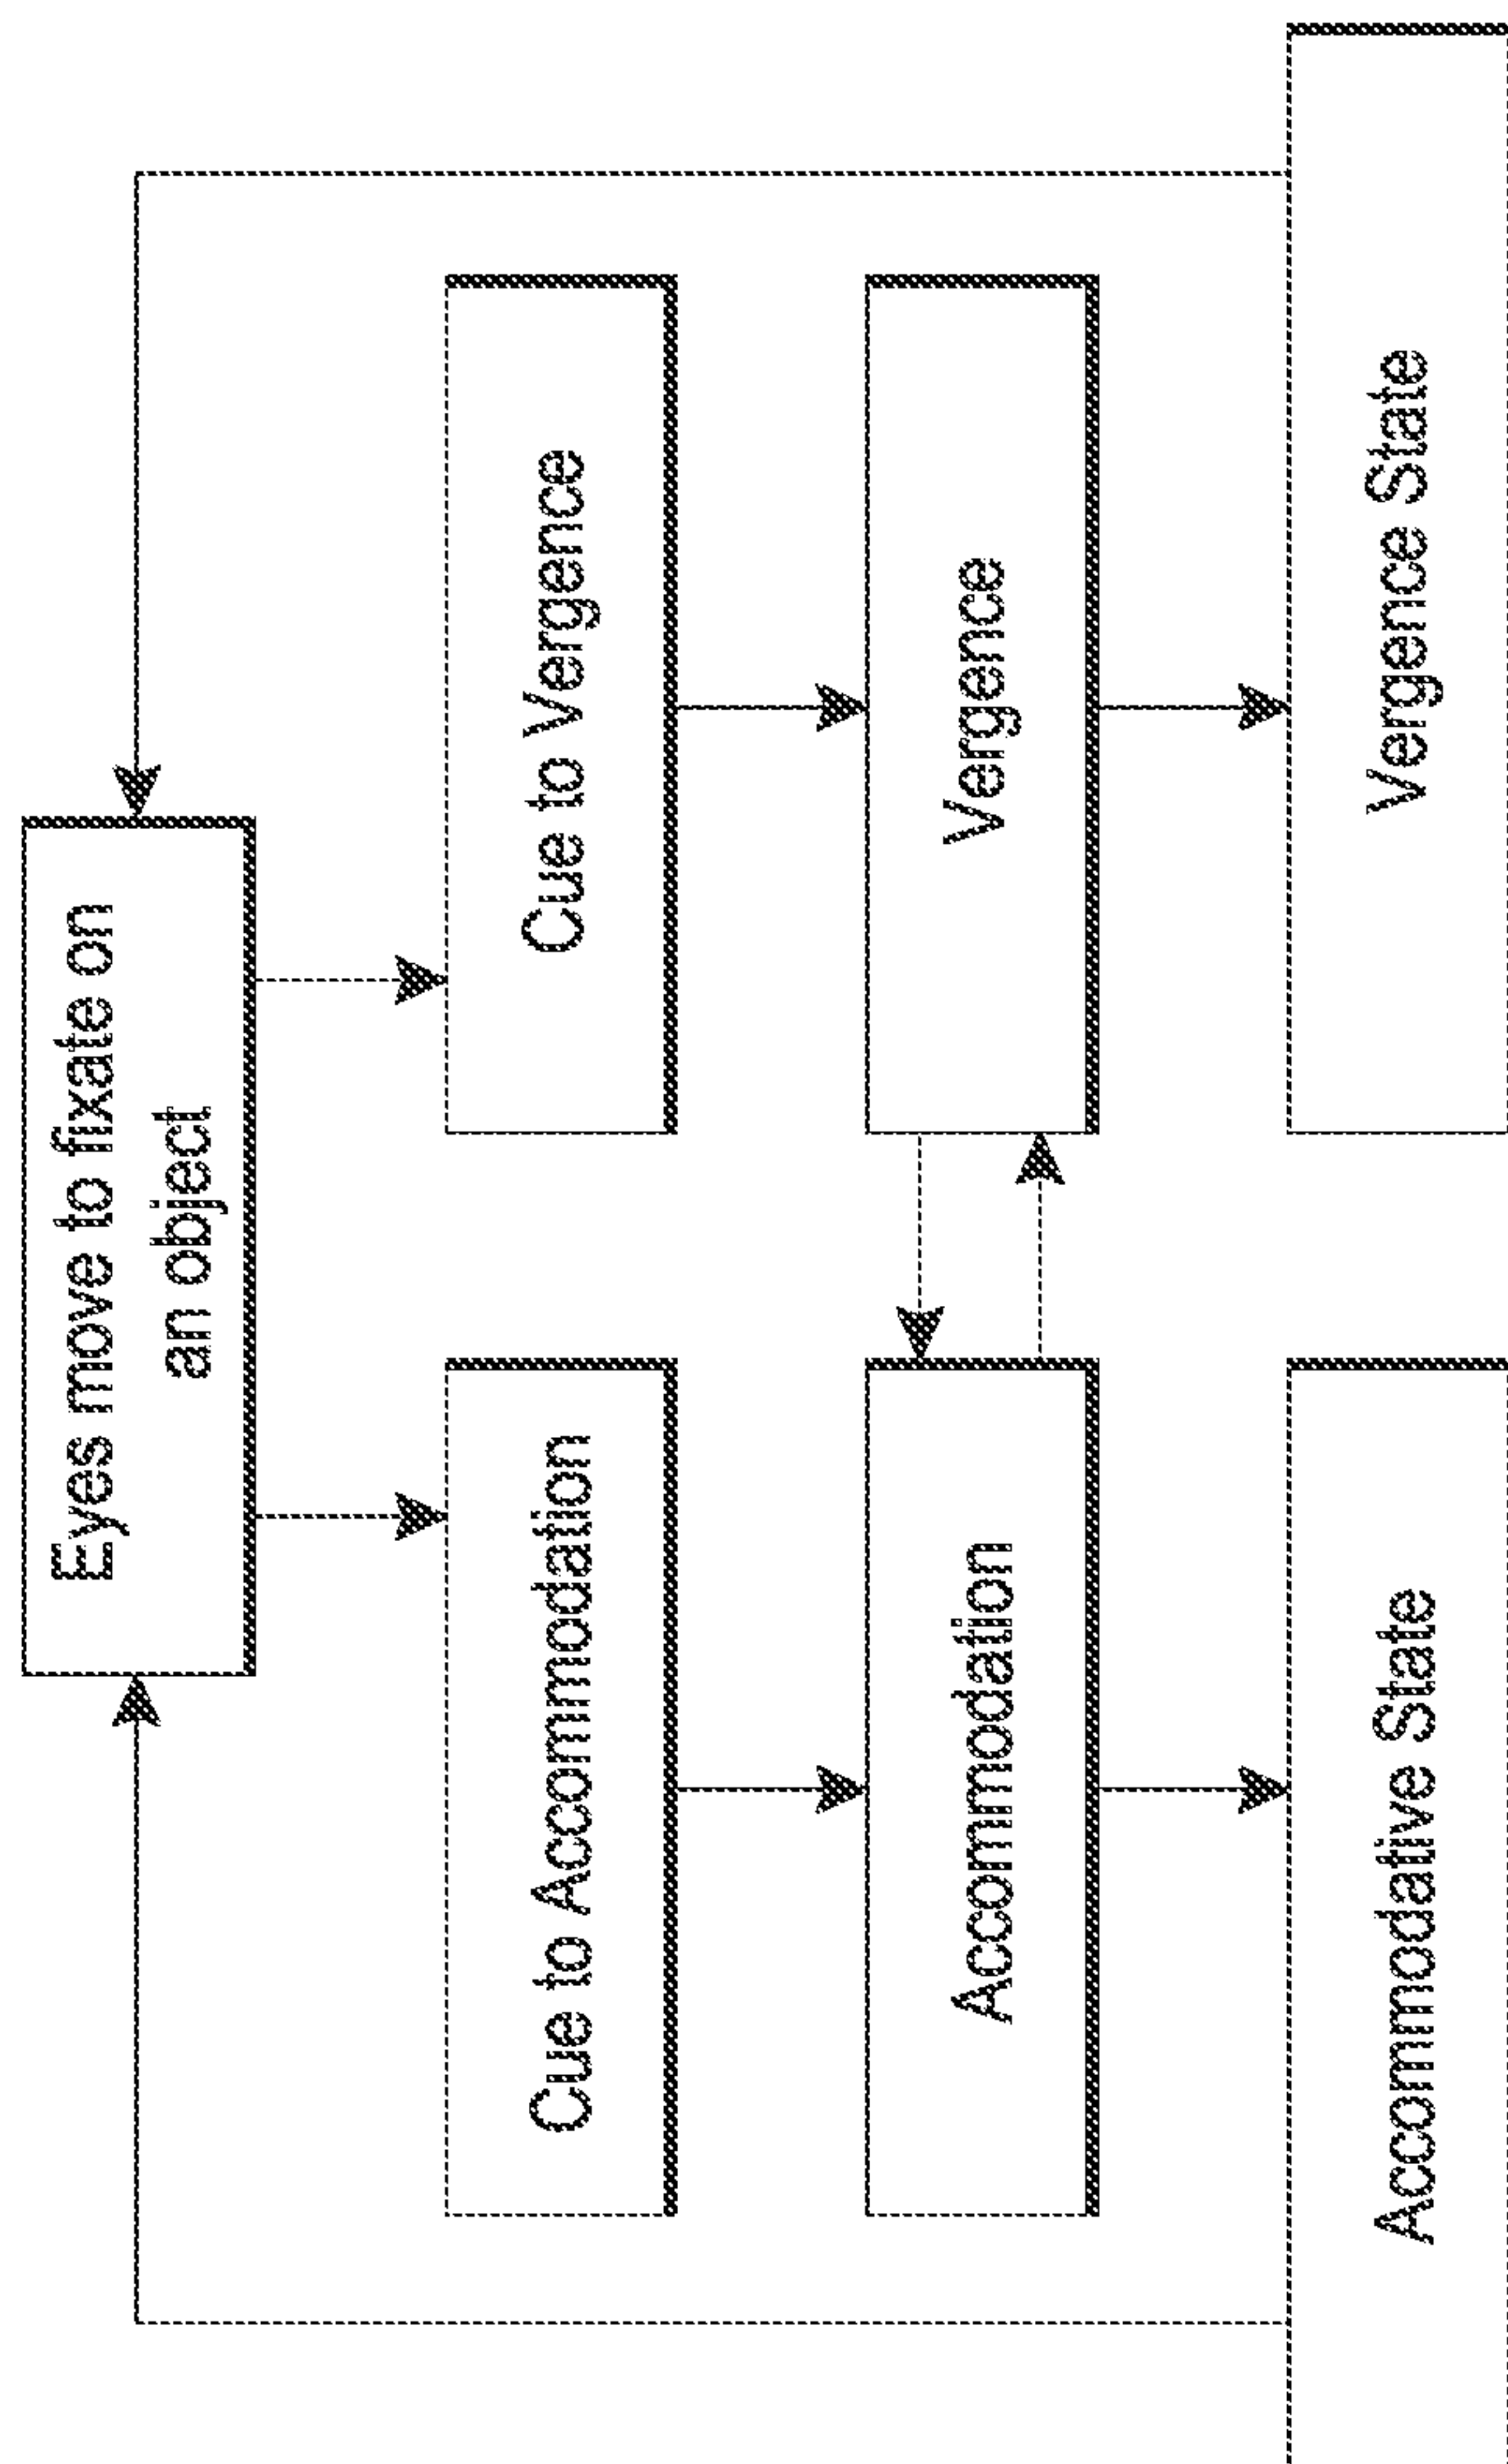 Eyes move to fixate on
an object
Cue to Accommodation
Cue to Vergence
Accommodation
Vergence
Accommodative State
Vergence State